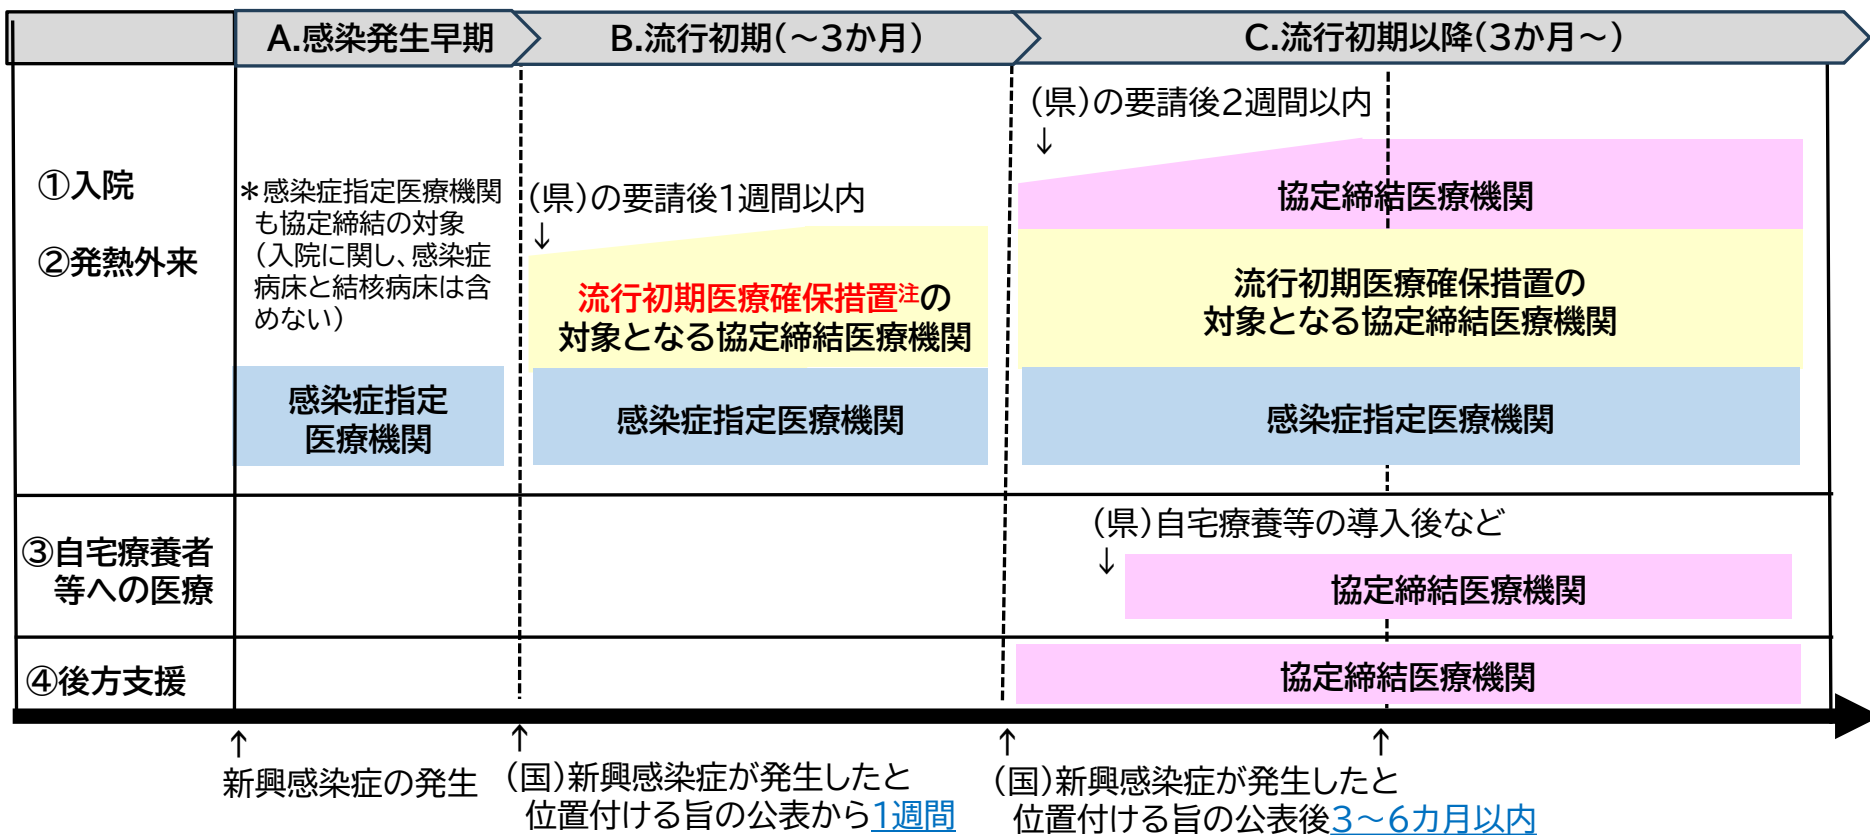 A.感染発生早期
B.流行初期(～3か月)
C.流行初期以降(3か月～)
①入院
②発熱外来
＊感染症指定医療機関
も協定締結の対象
(入院に関し、感染症
病床と結核病床は含
めない)
感染症指定
医療機関
(県)の要請後1週間以内
↓
流行初期医療確保措置注の
対象となる協定締結医療機関
感染症指定医療機関
(県)の要請後2週間以内
↓
協定締結医療機関
流行初期医療確保措置の
対象となる協定締結医療機関
感染症指定医療機関
③自宅療養者
等への医療
(県)自宅療養等の導入後など
↓
協定締結医療機関
④後方支援
協定締結医療機関
↑
新興感染症の発生
↑
(国)新興感染症が発生したと
位置付ける旨の公表から1週間
↑
↑
(国)新興感染症が発生したと
位置付ける旨の公表後3～6カ月以内